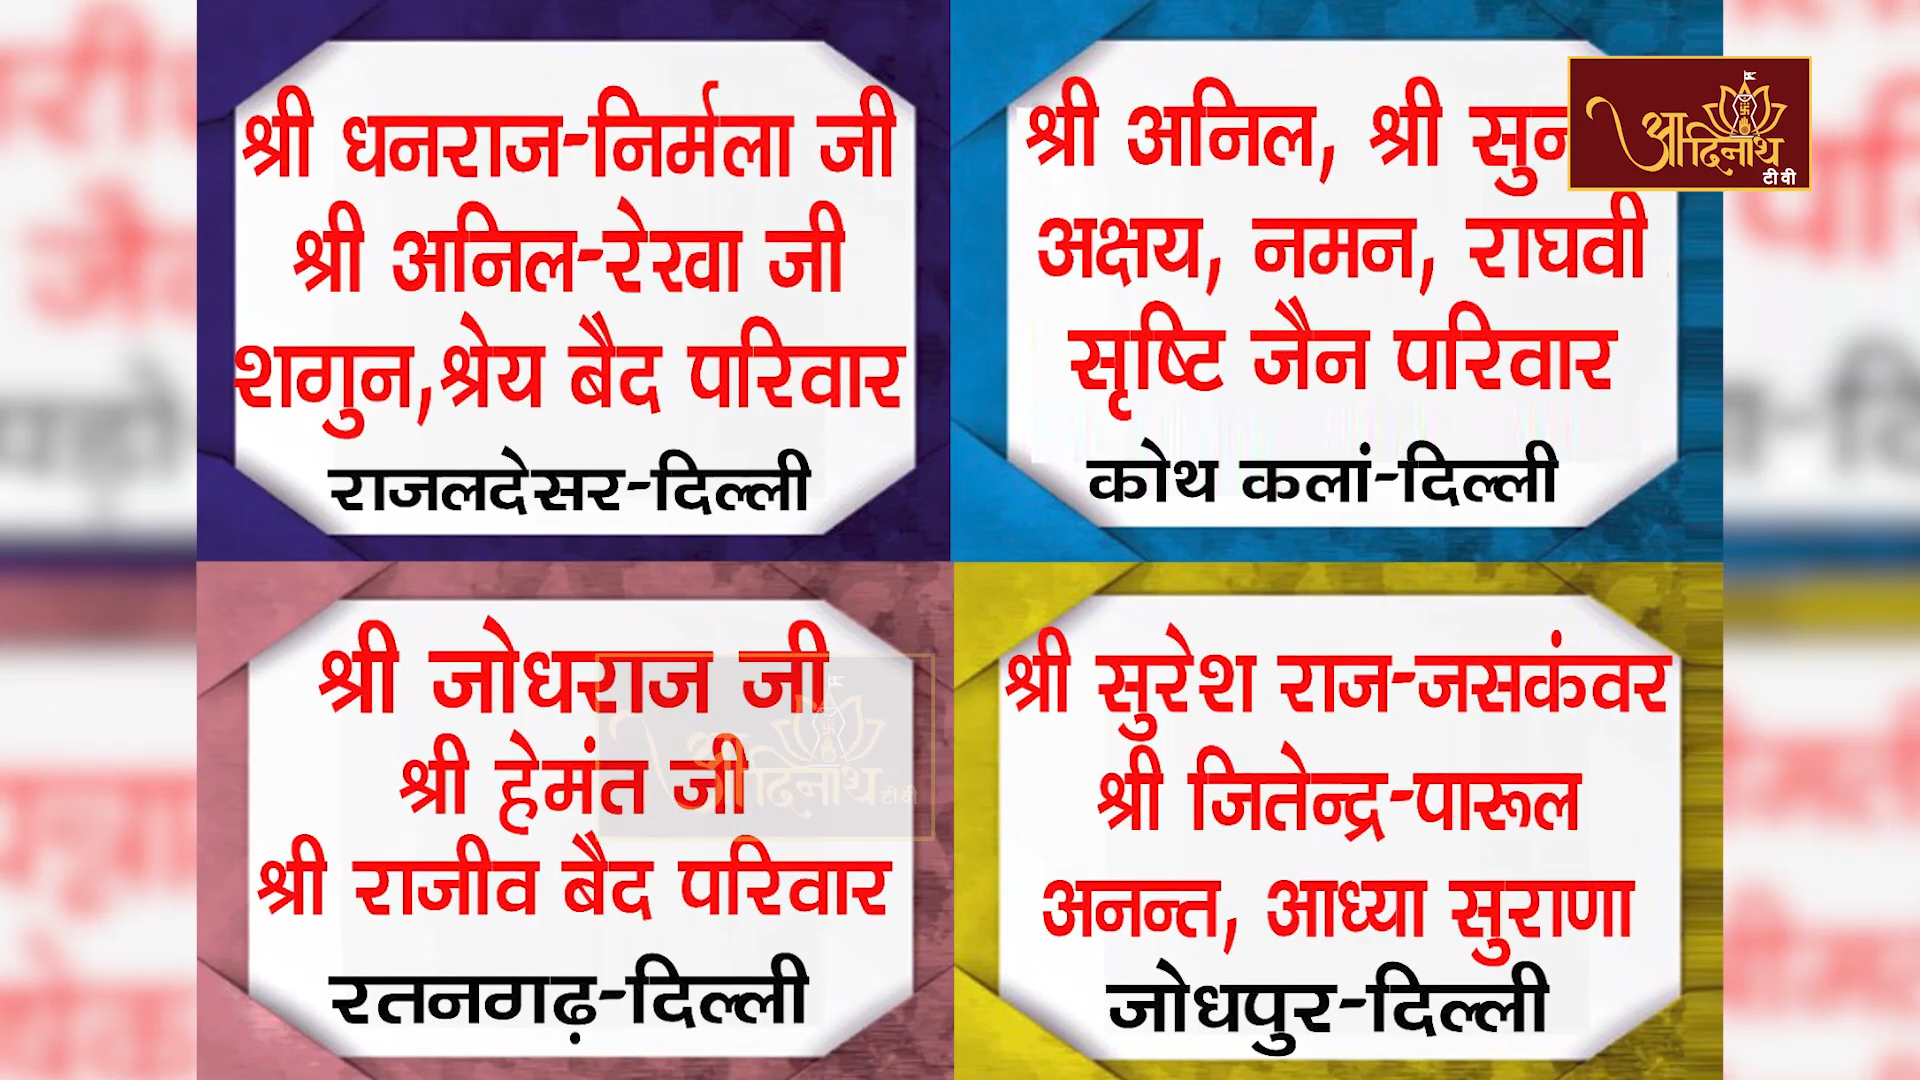 श्री धनराज-निर्मला जी
श्री अनिल-रेखा जी
शगुन,श्रेय बैद परिवार
राजलदेसर-दिल्ली
श्री अनिल, श्री
अक्षय, नमन, राघवी
सृष्टि जैन परिवार
कोथ कलां-दिल्ली
आदिनाथ
टी वी
श्री जोधराज जी
श्री हेमंत जी
श्री राजीव बैद परिवार
रतनगढ़-दिल्ली
आदिनाथ
टी वी
श्री सुरेश राज-जसकंवर
श्री जितेन्द्र-पारूल
अनन्त, आध्या सुराणा
जोधपुर-दिल्ली